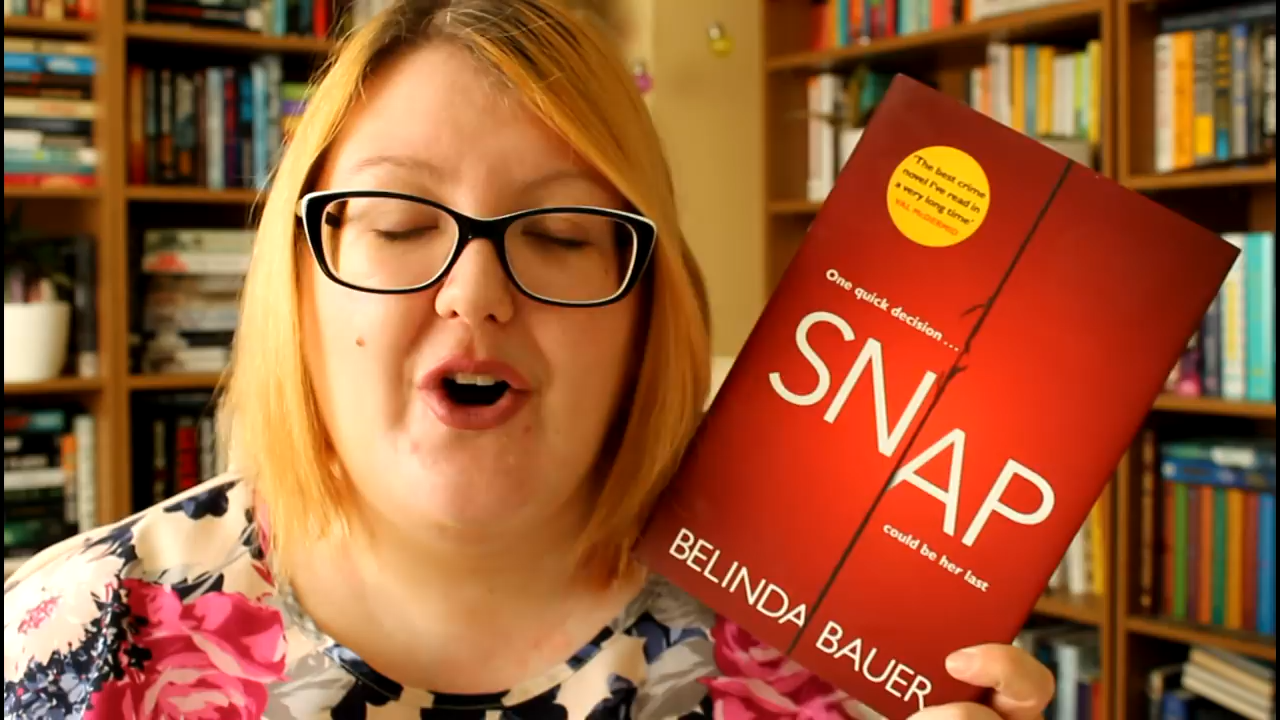 "The best crime
novel I've read in
a very long time"
VAL McDERMID
One quick decision...
SNAP
could be her last
BELINDA BAUER